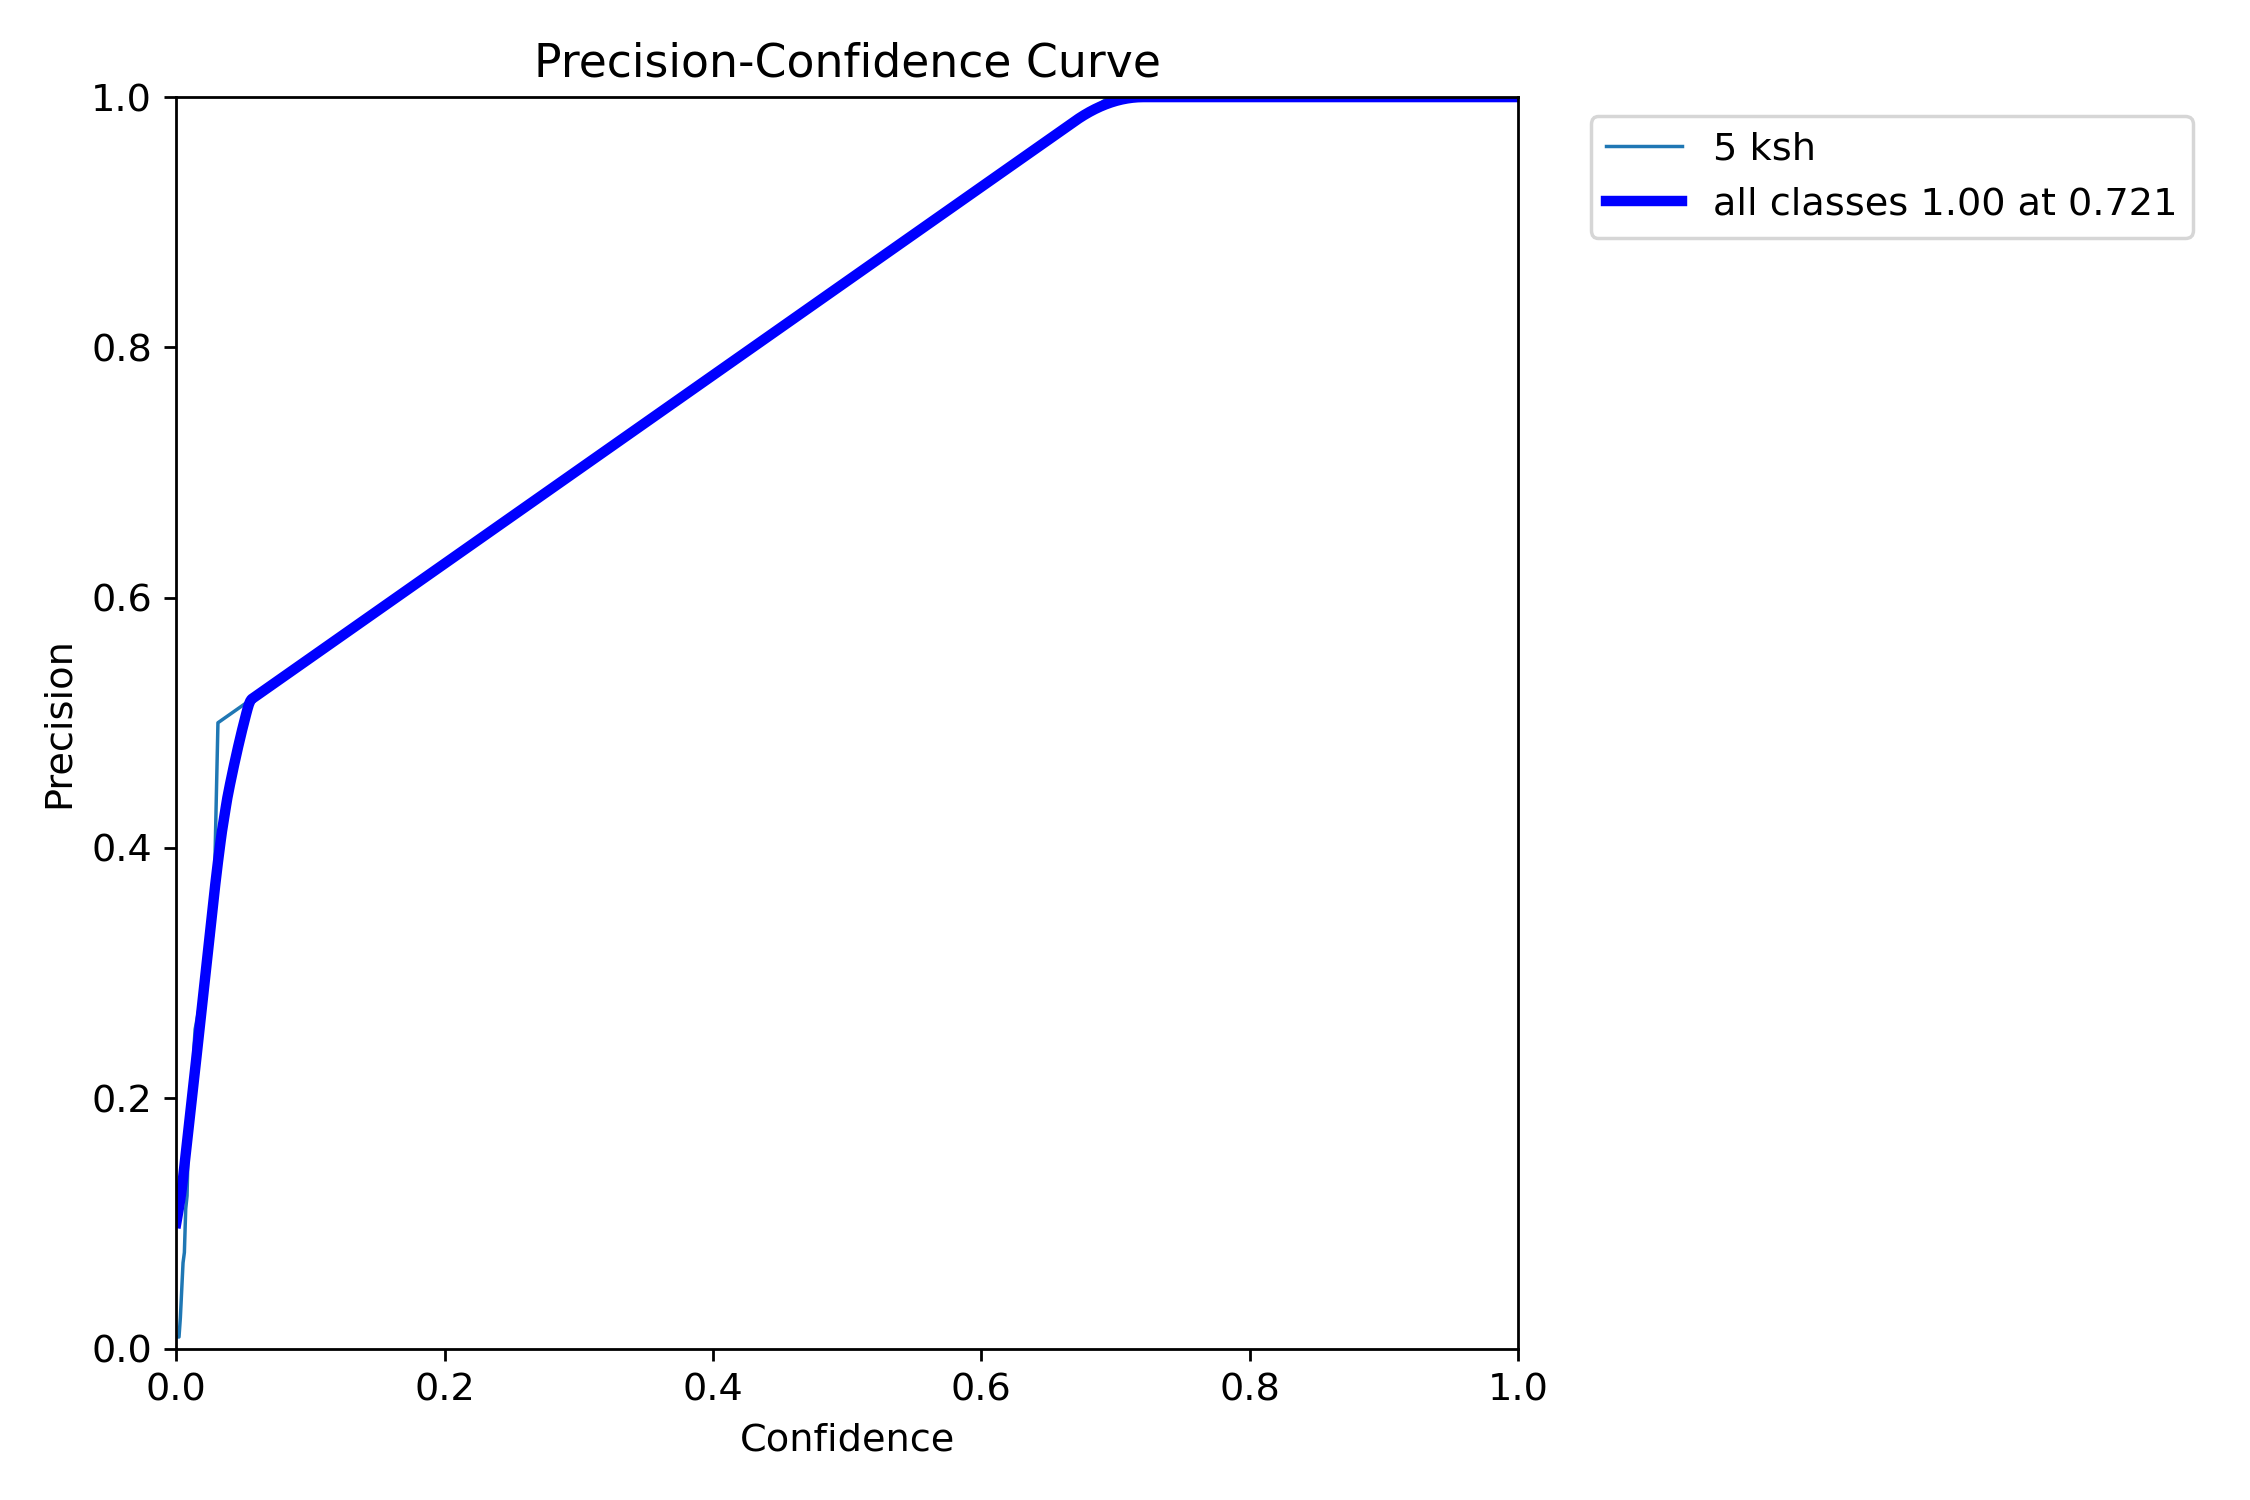 Precision-Confidence Curve
1.0
0.8
0.6
0.4
0.2
0.0
Precision
0.0 0.2 0.4 0.6 0.8 1.0
Confidence
5 ksh
all classes 1.00 at 0.721